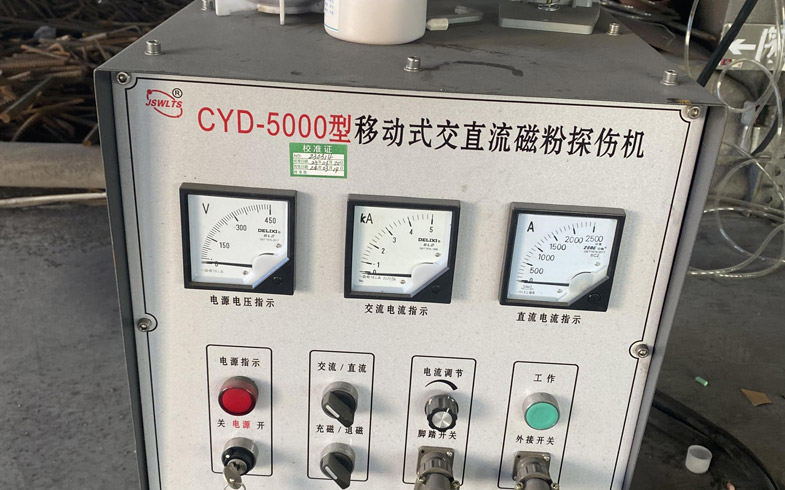 JSWLTS ®
CYD-5000型移动式交直流磁粉探伤机
校准证
V
150
300
450
DELIXI
电源电压指示
kA
0
1
2
3
4
5
DELIXI
交流电流指示
A
500
1000
1500
2000
2500
直流电流指示
电源指示
交流/直流
电流调节
工作
关 电源 开
充磁/退磁
脚踏开关
外接开关